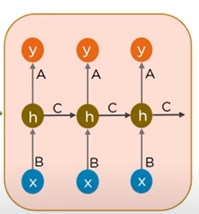 y y y
A A A
h C h C h C
B B B
x x x